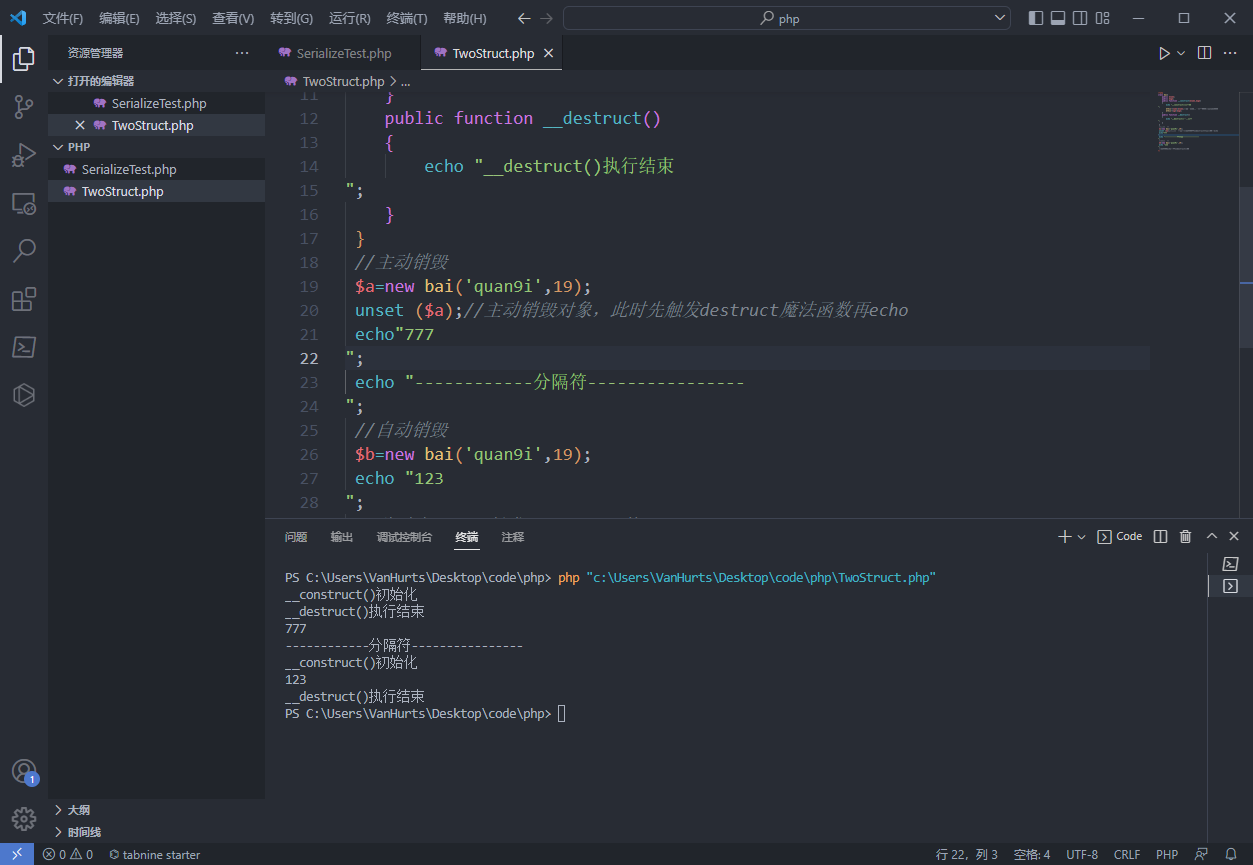 文件(F) 编辑(E) 选择(S) 查看(V) 转到(G) 运行(R) 终端(T) 帮助(H) php
资源管理器
打开的编辑器
SerializeTest.php
TwoStruct.php
PHP
SerializeTest.php
TwoStruct.php
大纲
时间线
SerializeTest.php TwoStruct.php
TwoStruct.php > ...
11 }
12 public function __destruct()
13 {
14 echo "__destruct()执行结束
15 ";
16 }
17 }
18 //主动销毁
19 $a=new bai('quan9i',19);
20 unset ($a);//主动销毁对象，此时先触发destruct魔法函数再echo
21 echo"777
22 ";
23 echo "------------分隔符----------------
24 ";
25 //自动销毁
26 $b=new bai('quan9i',19);
27 echo "123
28 ";
问题 输出 调试控制台 终端 注释 Code
PS C:\Users\VanHurts\Desktop\code\php> php "c:\Users\VanHurts\Desktop\code\php\TwoStruct.php"
__construct()初始化
__destruct()执行结束
777
------------分隔符----------------
__construct()初始化
123
__destruct()执行结束
PS C:\Users\VanHurts\Desktop\code\php>
1
0 0 tabnine starter 行 22，列 3 空格: 4 UTF-8 CRLF PHP